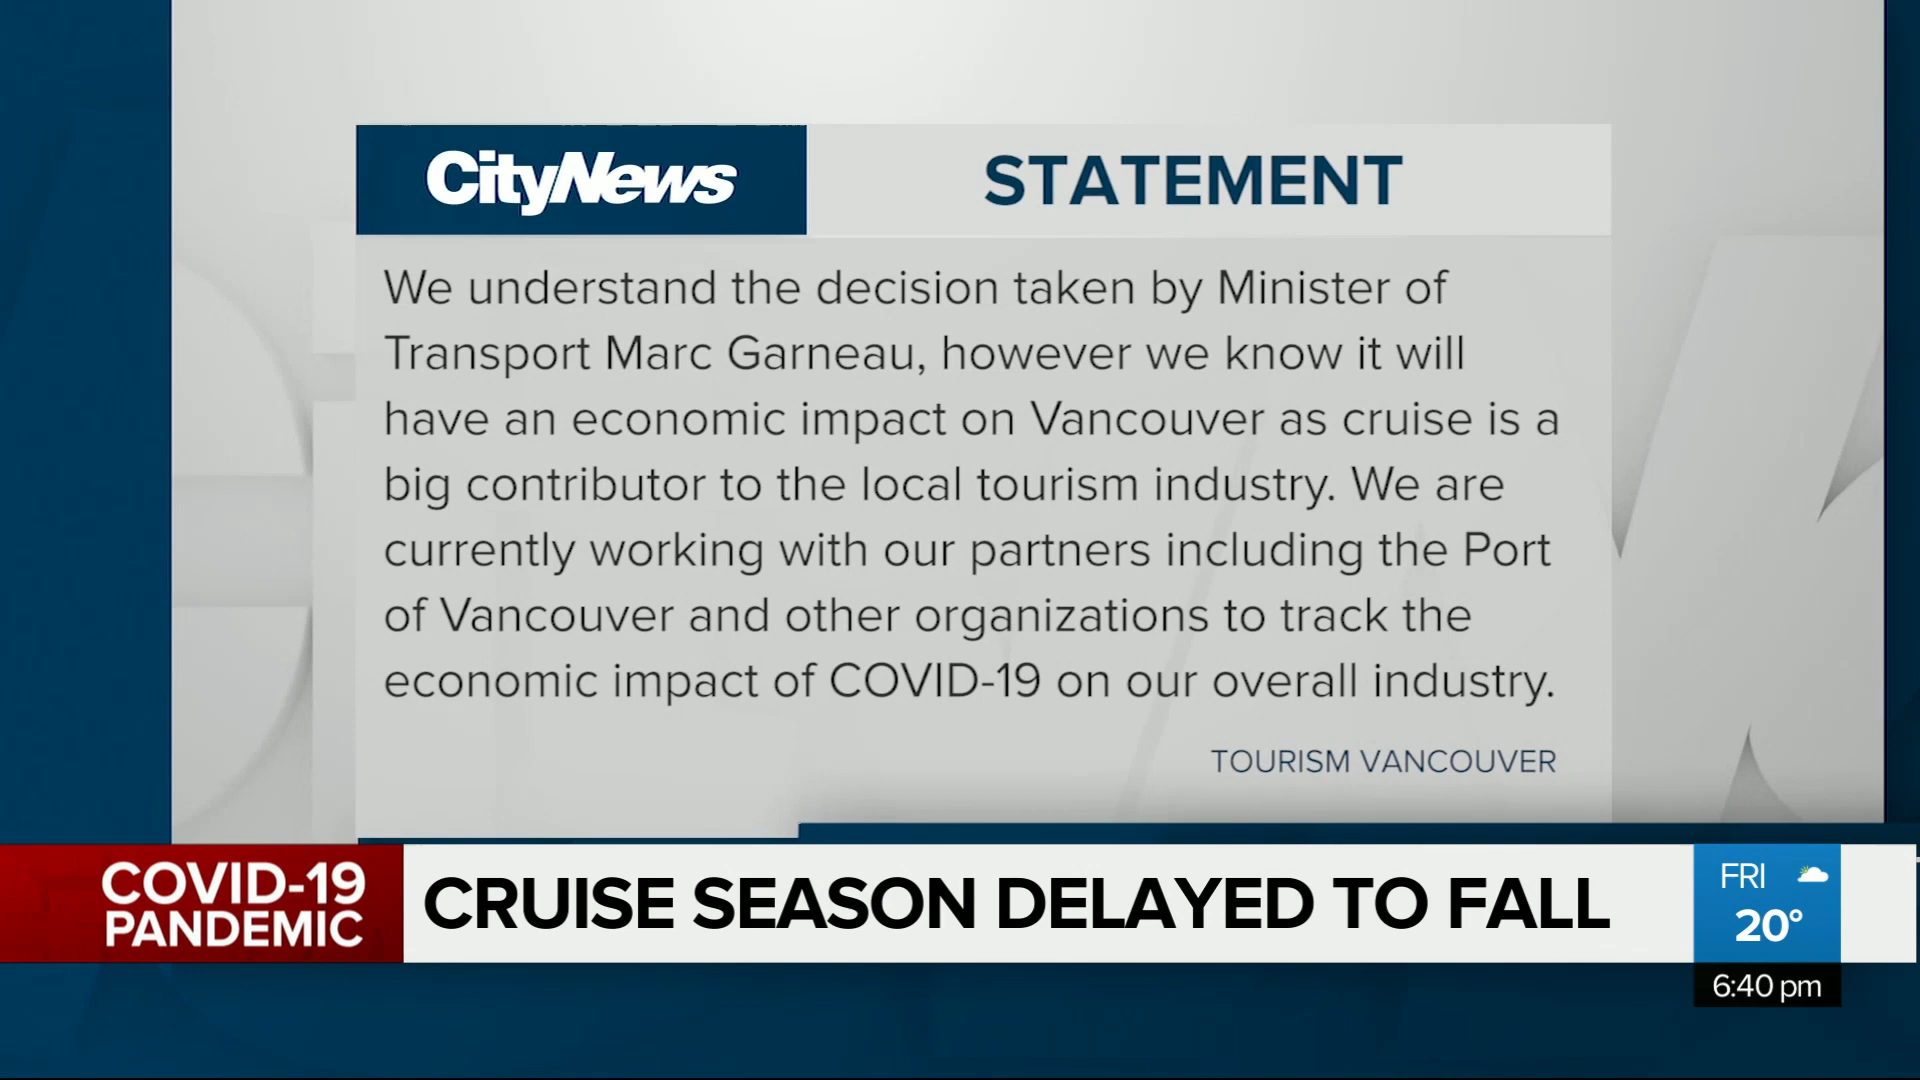 CityNews
STATEMENT
We understand the decision taken by Minister of
Transport Marc Garneau, however we know it will
have an economic impact on Vancouver as cruise is a
big contributor to the local tourism industry. We are
currently working with our partners including the Port
of Vancouver and other organizations to track the
economic impact of COVID-19 on our overall industry.
TOURISM VANCOUVER
COVID-19
PANDEMIC
CRUISE SEASON DELAYED TO FALL
FRI
20°
6:40 pm